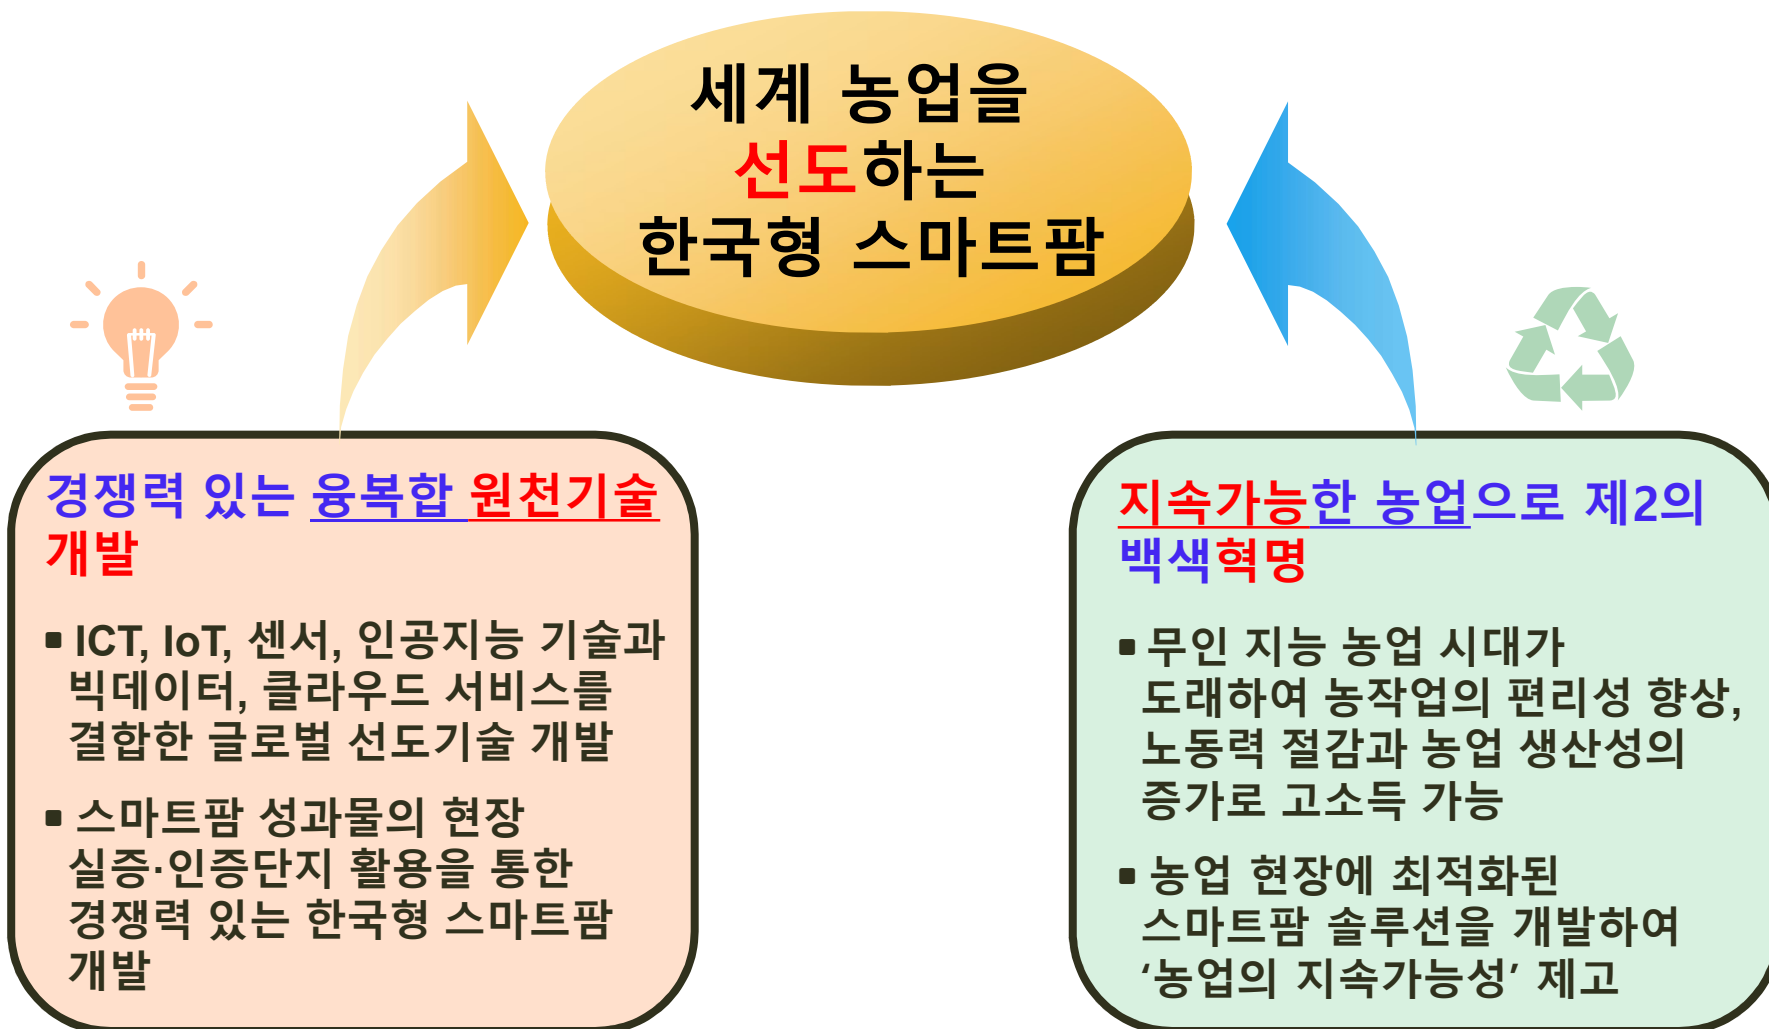 세계 농업을
선도하는
한국형 스마트팜
경쟁력 있는 융복합 원천기술
개발
▪ ICT, IoT, 센서, 인공지능 기술과
빅데이터, 클라우드 서비스를
결합한 글로벌 선도기술 개발
▪ 스마트팜 성과물의 현장
실증·인증단지 활용을 통한
경쟁력 있는 한국형 스마트팜
개발
지속가능한 농업으로 제2의
백색혁명
▪ 무인 지능 농업 시대가
도래하여 농작업의 편리성 향상,
노동력 절감과 농업 생산성의
증가로 고소득 가능
▪ 농업 현장에 최적화된
스마트팜 솔루션을 개발하여
‘농업의 지속가능성’ 제고